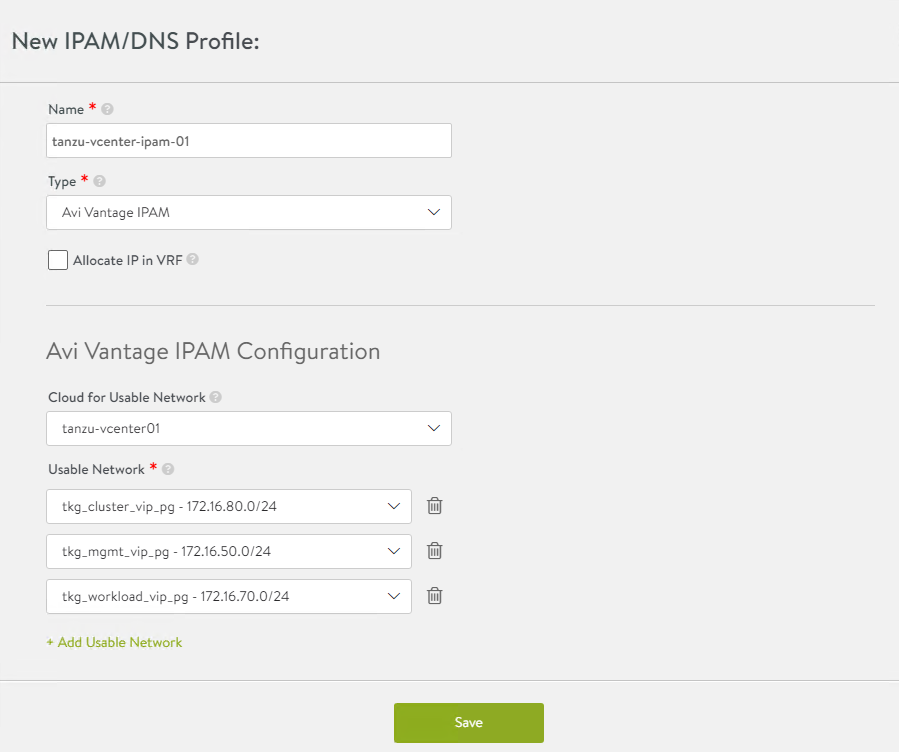 New IPAM/DNS Profile:
Name * ?
tanzu-vcenter-ipam-01
Type * ?
Avi Vantage IPAM
Allocate IP in VRF ?
Avi Vantage IPAM Configuration
Cloud for Usable Network ?
tanzu-vcenter01
Usable Network * ?
tkg_cluster_vip_pg - 172.16.80.0/24
tkg_mgmt_vip_pg - 172.16.50.0/24
tkg_workload_vip_pg - 172.16.70.0/24
+ Add Usable Network
Save